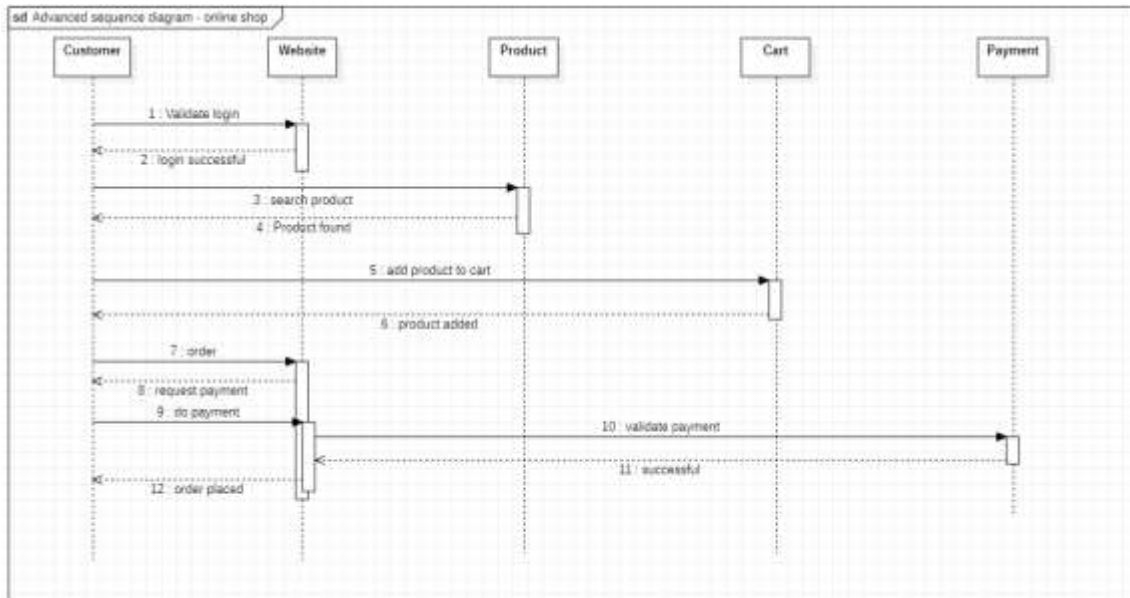 sd Advanced sequence diagram - online shop
Customer
Website
Product
Cart
Payment
1 : Validate login
2 : login successful
3 : search product
4 : Product found
5 : add product to cart
6 : product added
7 : order
8 : request payment
9 : do payment
10 : validate payment
11 : successful
12 : order placed